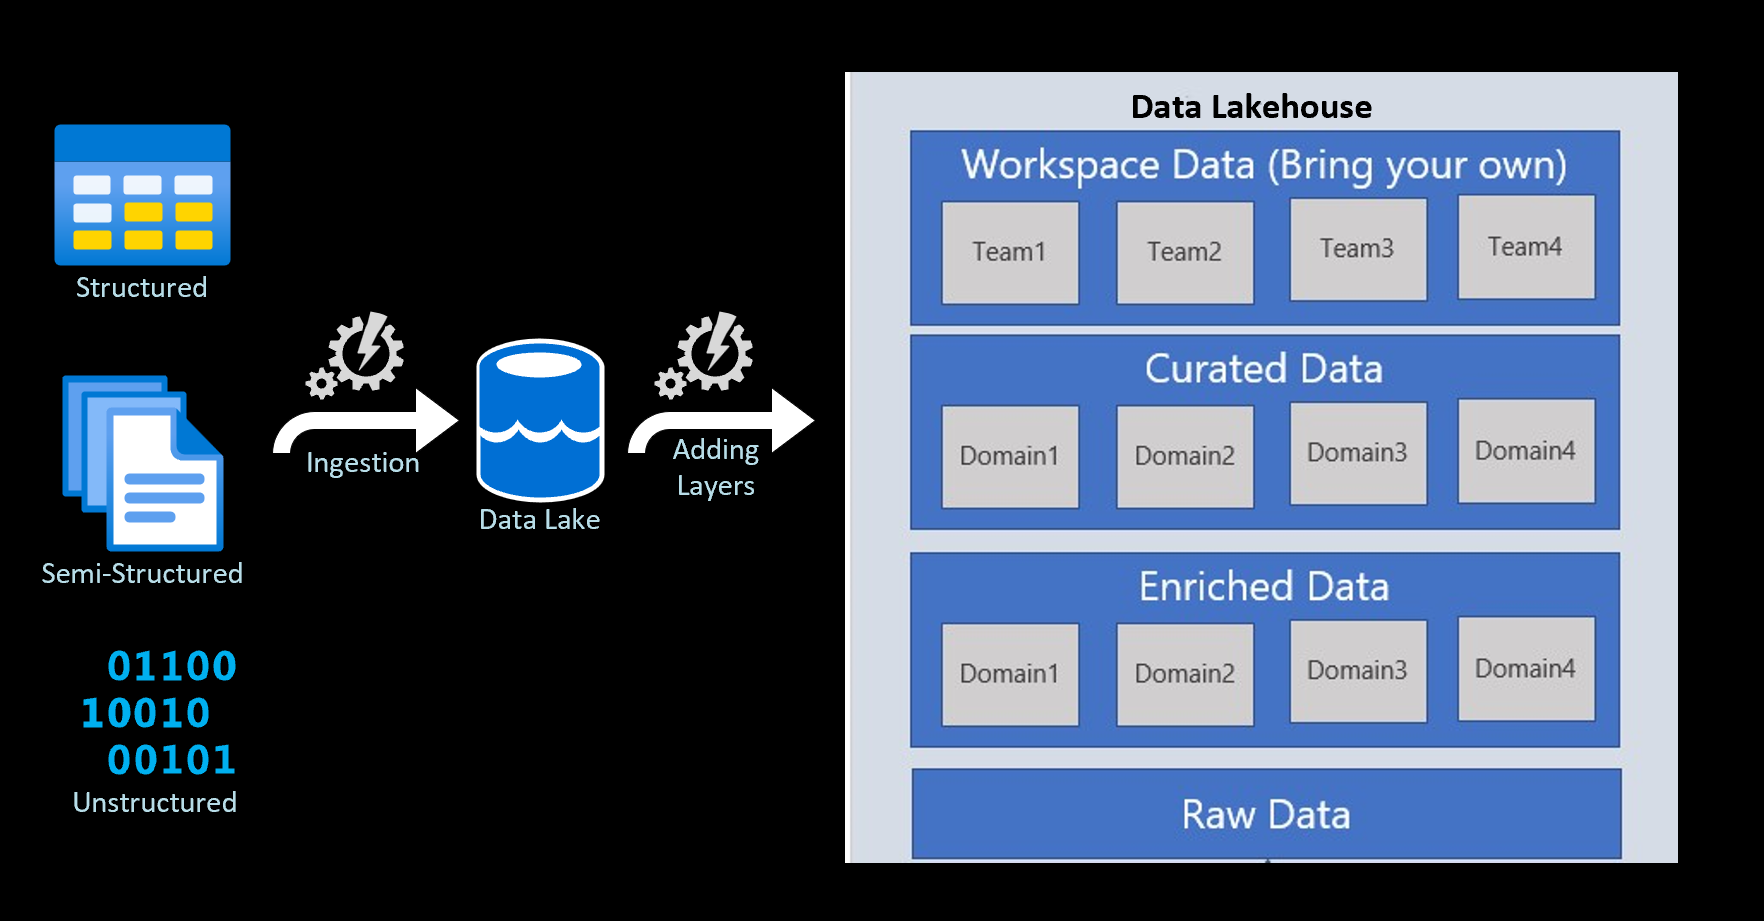 Structured
Semi-Structured
01100
10010
00101
Unstructured
Ingestion
Data Lake
Adding
Layers
Data Lakehouse
Workspace Data (Bring your own)
Team1
Team2
Team3
Team4
Curated Data
Domain1
Domain2
Domain3
Domain4
Enriched Data
Domain1
Domain2
Domain3
Domain4
Raw Data